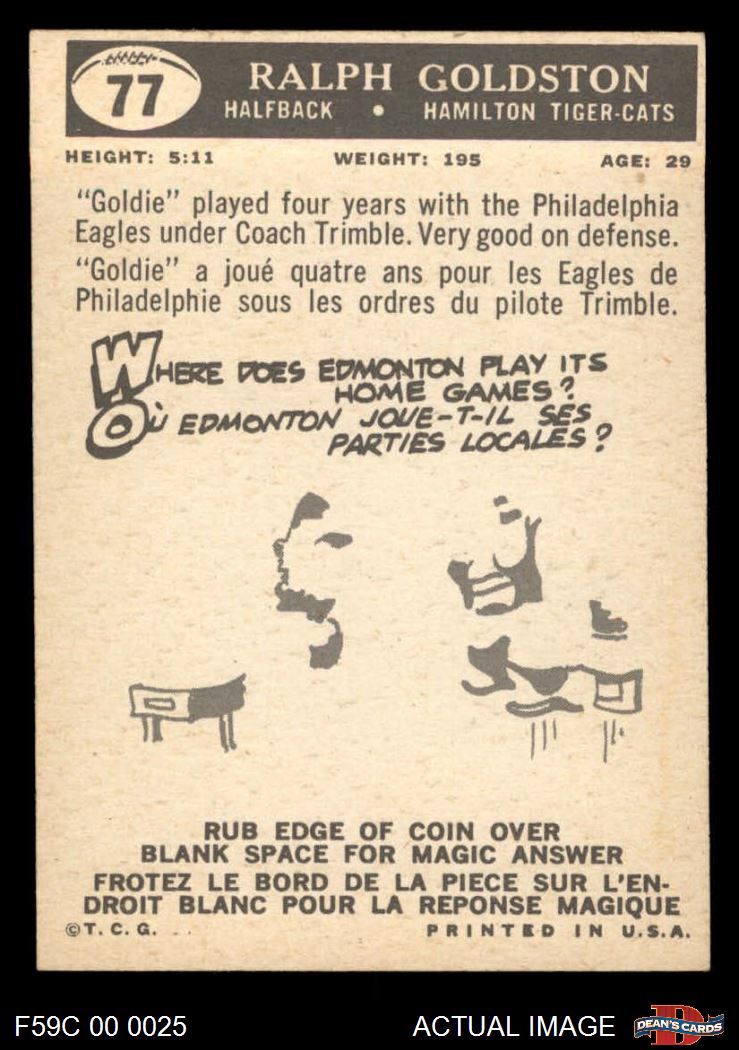 77
RALPH GOLDSTON
HALFBACK • HAMILTON TIGER-CATS
HEIGHT: 5:11 WEIGHT: 195 AGE: 29
"Goldie" played four years with the Philadelphia
Eagles under Coach Trimble. Very good on defense.
"Goldie" a joué quatre ans pour les Eagles de
Philadelphie sous les ordres du pilote Trimble.
WHERE DOES EDMONTON PLAY ITS
HOME GAMES?
OÙ EDMONTON JOUE-T-IL SES
PARTIES LOCALES?
RUB EDGE OF COIN OVER
BLANK SPACE FOR MAGIC ANSWER
FROTEZ LE BORD DE LA PIECE SUR L'EN-
DROIT BLANC POUR LA REPONSE MAGIQUE
©T. C. G. PRINTED IN U.S.A.
F59C 00 0025 ACTUAL IMAGE
D
DEAN'S CARDS